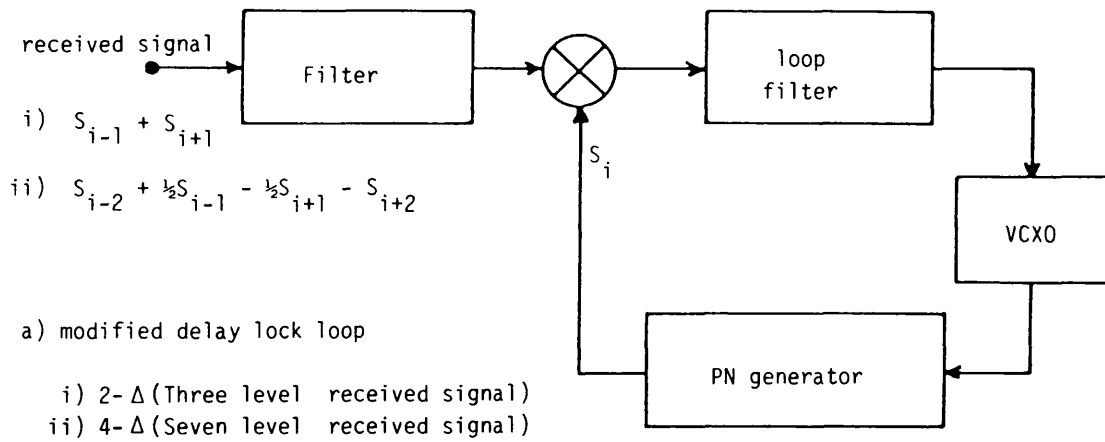 received signal
Filter
loop
filter
i) S_{i-1} + S_{i+1}
ii) S_{i-2} + ½S_{i-1} - ½S_{i+1} - S_{i+2}
S_i
VCXO
PN generator
a) modified delay lock loop
i) 2-Δ(Three level received signal)
ii) 4-Δ(Seven level received signal)